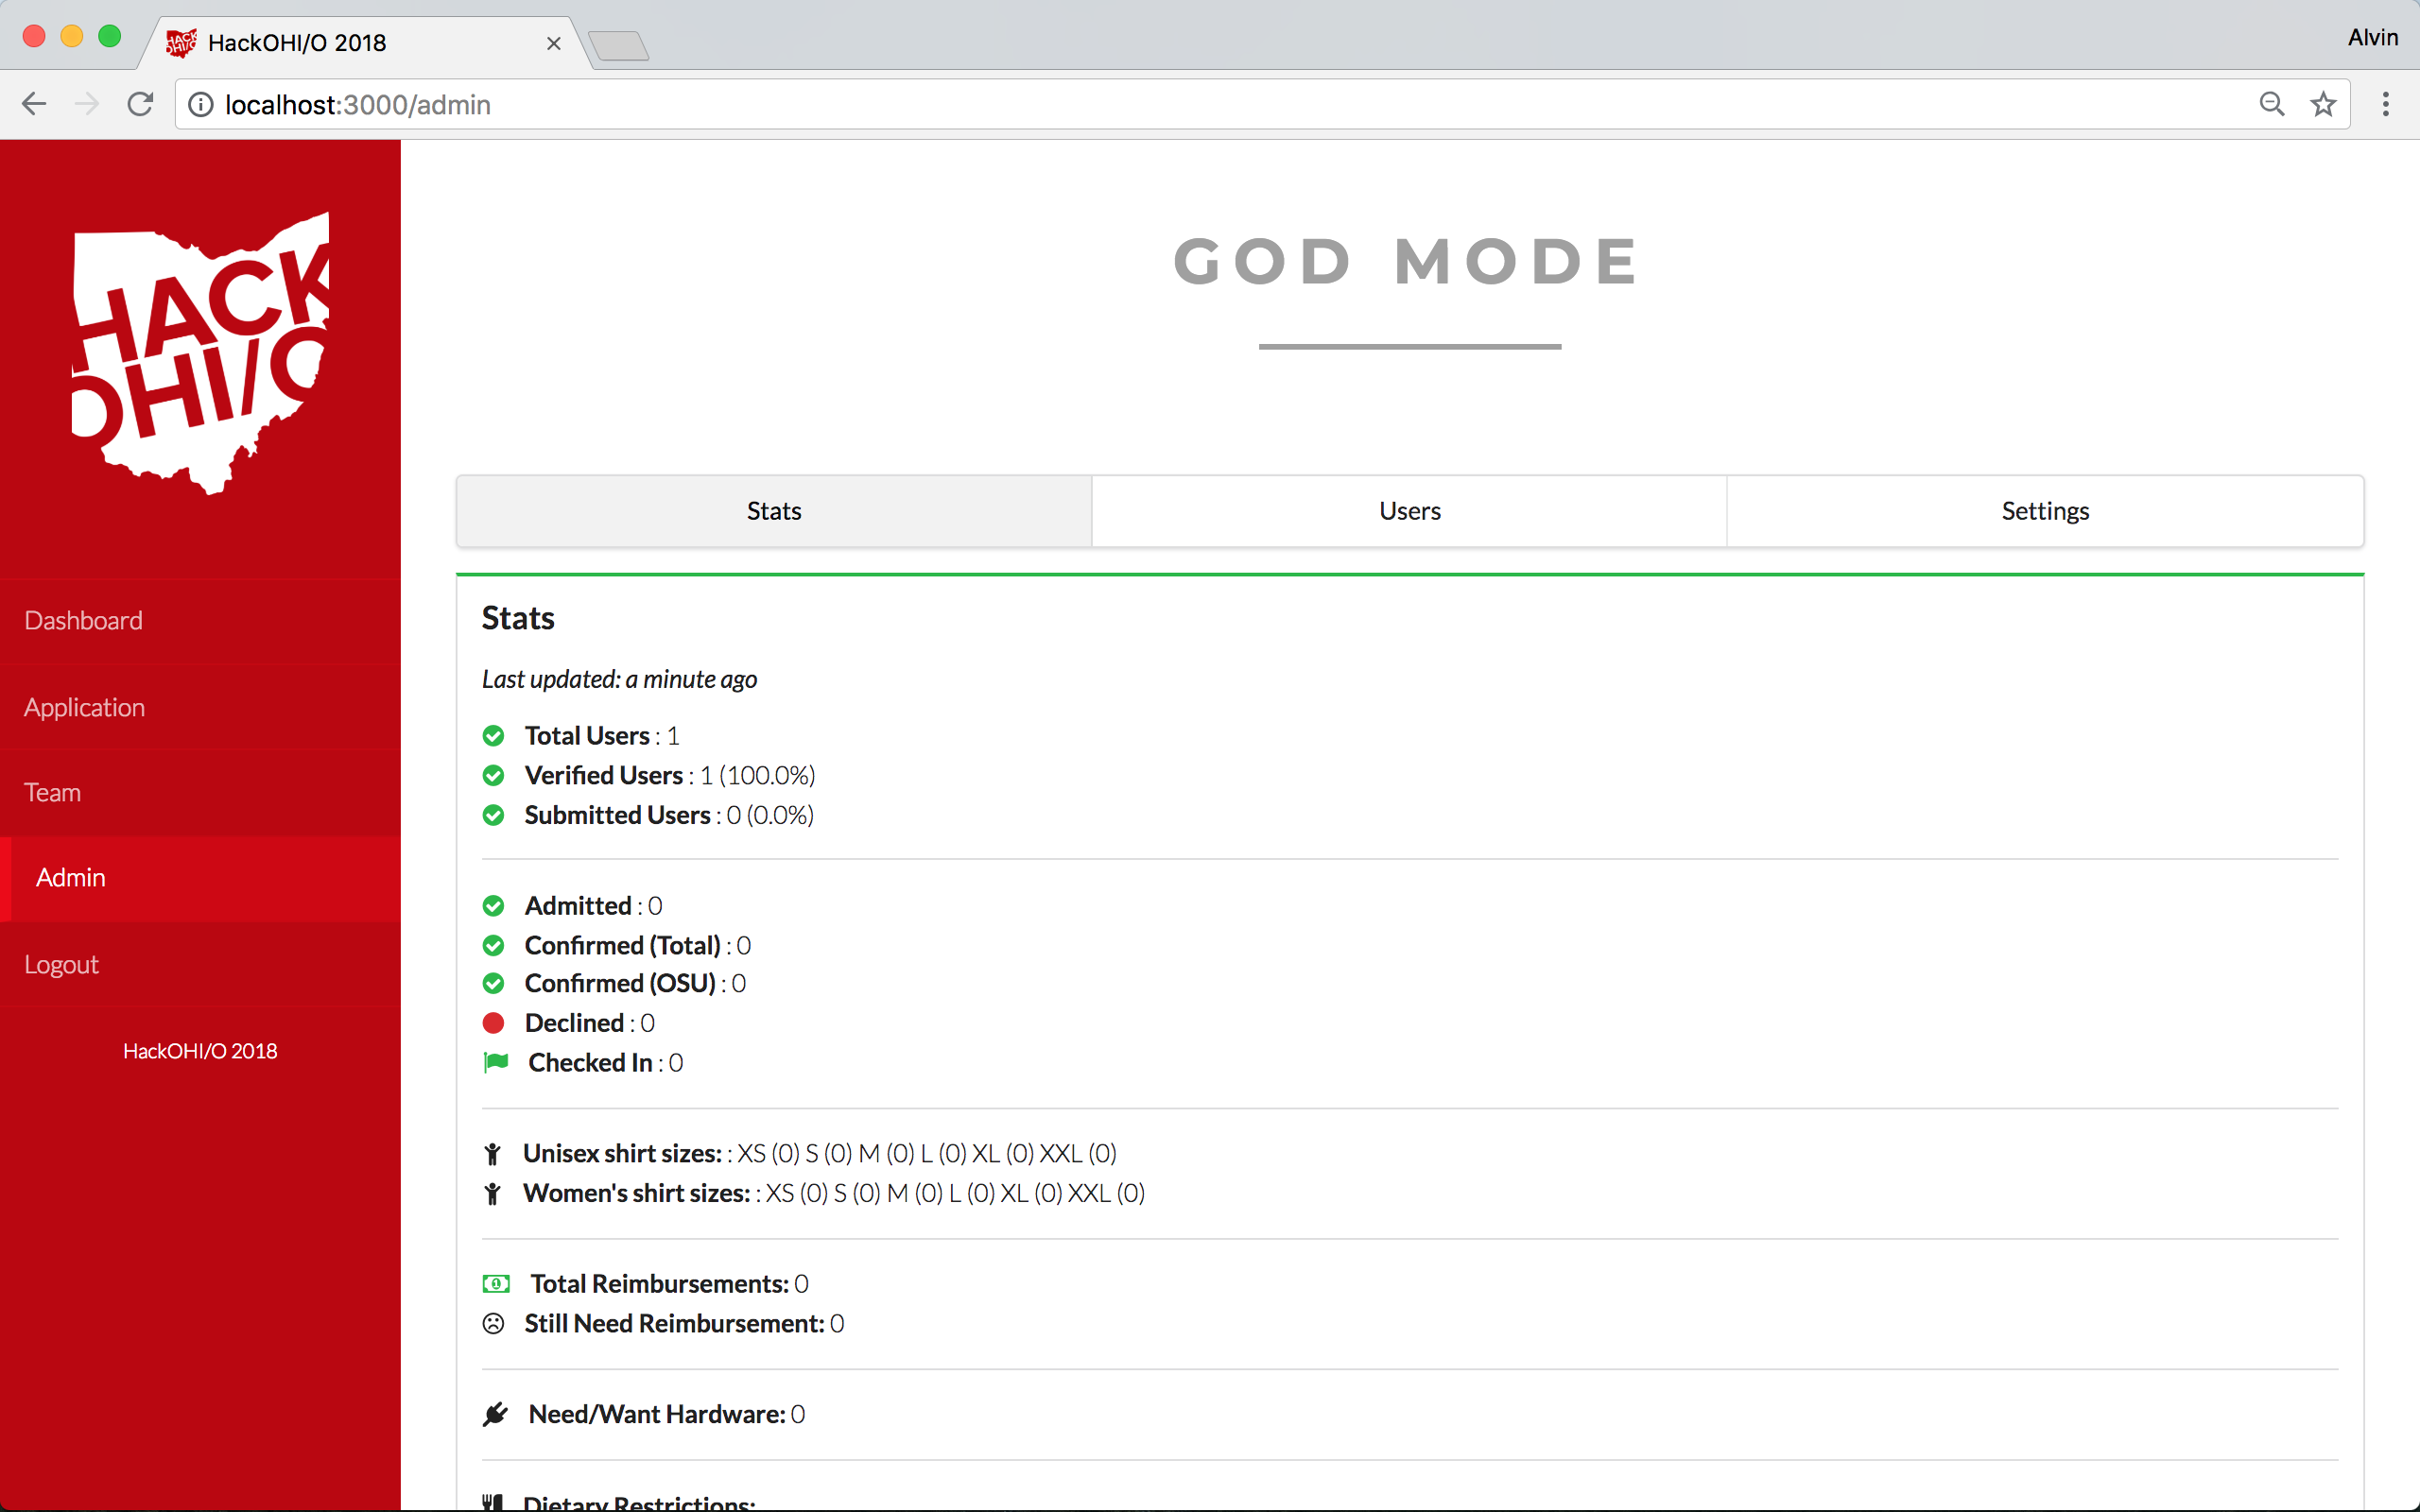 HackOHI/O 2018
Alvin
localhost:3000/admin
HACK
OHI/O
Dashboard
Application
Team
Admin
Logout
HackOHI/O 2018
GOD MODE
Stats Users Settings
Stats
Last updated: a minute ago
Total Users : 1
Verified Users : 1 (100.0%)
Submitted Users : 0 (0.0%)
Admitted : 0
Confirmed (Total) : 0
Confirmed (OSU) : 0
Declined : 0
Checked In : 0
Unisex shirt sizes: : XS (0) S (0) M (0) L (0) XL (0) XXL (0)
Women's shirt sizes: : XS (0) S (0) M (0) L (0) XL (0) XXL (0)
Total Reimbursements: 0
Still Need Reimbursement: 0
Need/Want Hardware: 0
Dietary Restrictions: